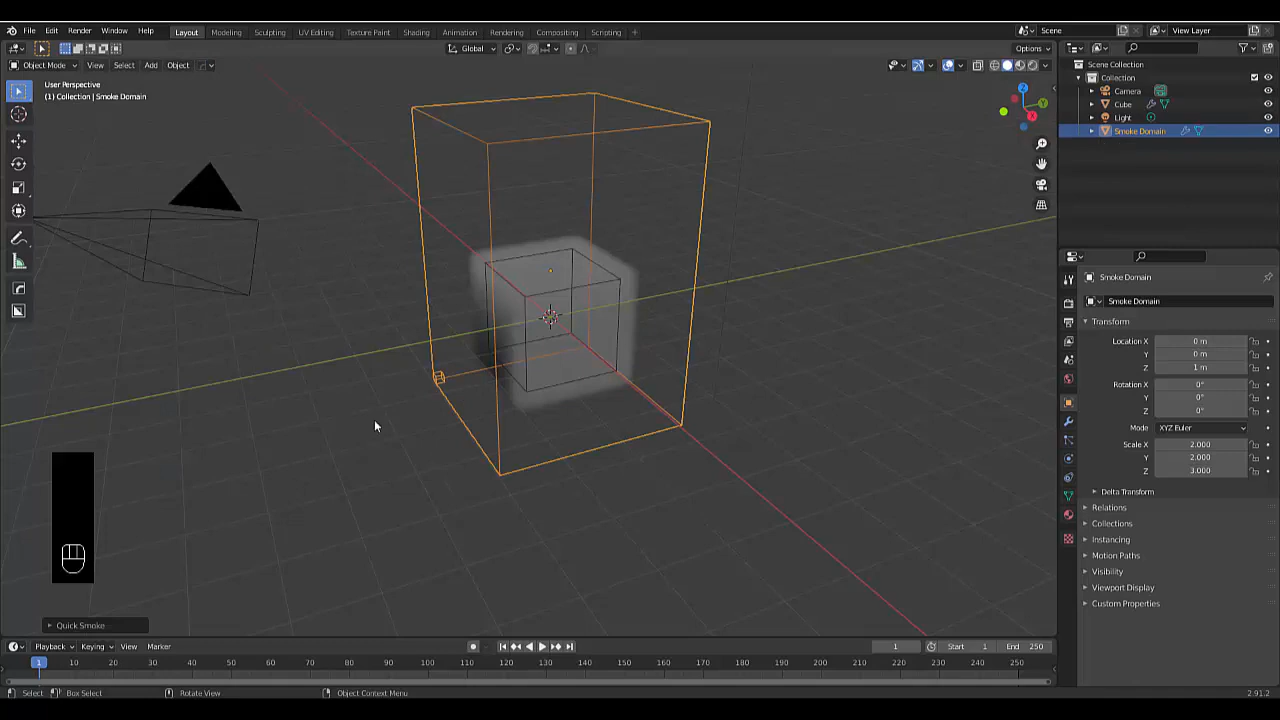 File Edit Render Window Help
Layout Modeling Sculpting UV Editing Texture Paint Shading Animation Rendering Compositing Scripting
Scene
View Layer
Global
Options
Object Mode View Select Add Object
User Perspective
(1) Collection | Smoke Domain
Y
Z
X
Quick Smoke
Scene Collection
Collection
Camera
Cube
Light
Smoke Domain
Smoke Domain
Smoke Domain
Transform
Location X 0 m
Y 0 m
Z 1 m
Rotation X 0°
Y 0°
Z 0°
Mode XYZ Euler
Scale X 2.000
Y 2.000
Z 3.000
Delta Transform
Relations
Collections
Instancing
Motion Paths
Visibility
Viewport Display
Custom Properties
Playback Keying View Marker
1 Start 1 End 250
1 10 20 30 40 50 60 70 80 90 100 110 120 130 140 150 160 170 180 190 200 210 220 230 240 250
Select Box Select Rotate View Object Context Menu
2.91.2